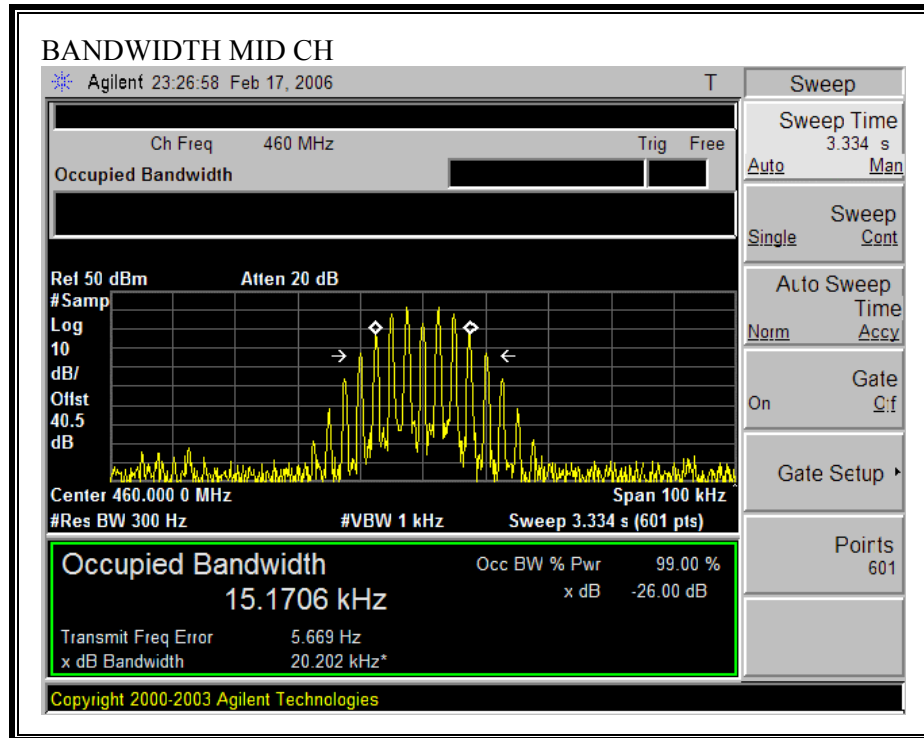 BANDWIDTH MID CH
Agilent 23:26:58 Feb 17, 2006 T
Ch Freq 460 MHz Trig Free
Occupied Bandwidth
Ref 50 dBm Atten 20 dB
#Samp
Log
10
dB/
Offst
40.5
dB
Center 460.000 0 MHz Span 100 kHz
#Res BW 300 Hz #VBW 1 kHz Sweep 3.334 s (601 pts)
Occupied Bandwidth Occ BW % Pwr 99.00 %
15.1706 kHz x dB -26.00 dB
Transmit Freq Error 5.669 Hz
x dB Bandwidth 20.202 kHz*
Copyright 2000-2003 Agilent Technologies
Sweep
Sweep Time
3.334 s
Auto Man
Sweep
Single Cont
Auto Sweep
Time
Norm Accy
Gate
On Off
Gate Setup
Points
601